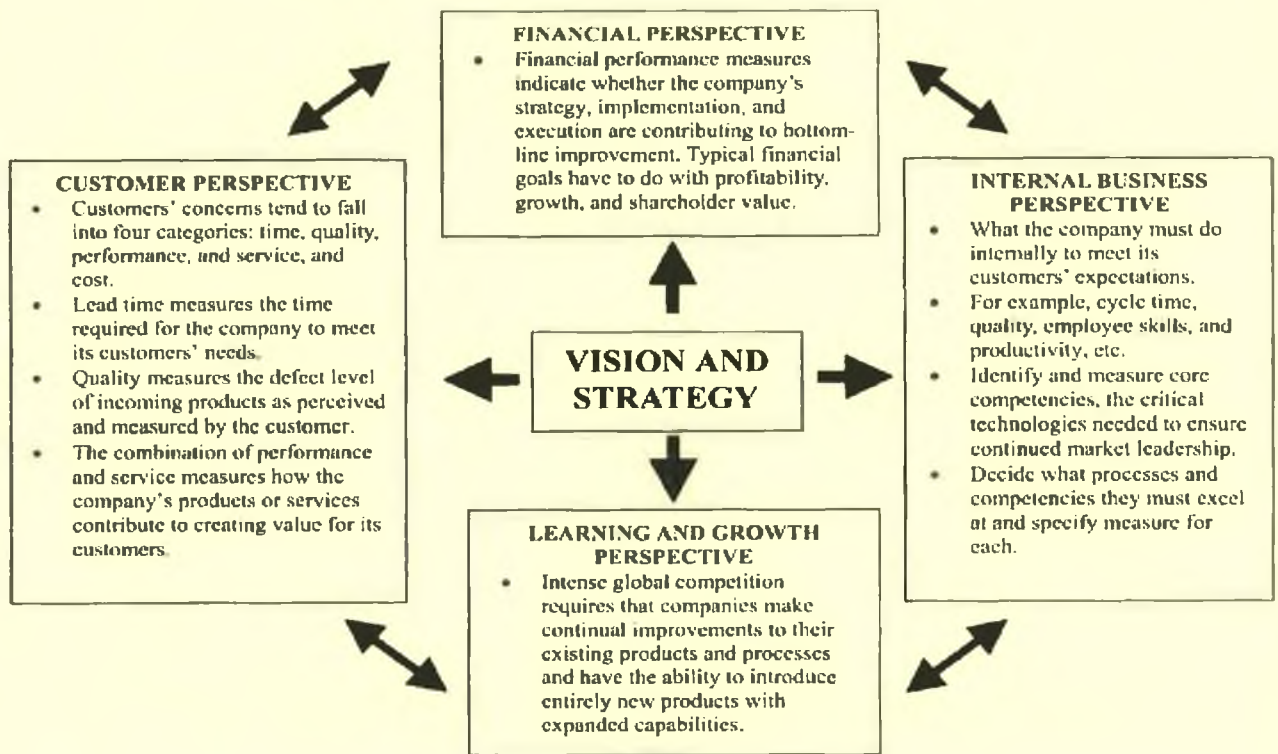 FINANCIAL PERSPECTIVE
• Financial performance measures
indicate whether the company's
strategy, implementation, and
execution are contributing to bottom-
line improvement. Typical financial
goals have to do with profitability,
growth, and shareholder value.
CUSTOMER PERSPECTIVE
• Customers' concerns tend to fall
into four categories: time, quality,
performance, and service, and
cost.
• Lead time measures the time
required for the company to meet
its customers' needs.
• Quality measures the defect level
of incoming products as perceived
and measured by the customer.
• The combination of performance
and service measures how the
company's products or services
contribute to creating value for its
customers.
VISION AND
STRATEGY
INTERNAL BUSINESS
PERSPECTIVE
• What the company must do
internally to meet its
customers' expectations.
• For example, cycle time,
quality, employee skills, and
productivity, etc.
• Identify and measure core
competencies, the critical
technologies needed to ensure
continued market leadership.
• Decide what processes and
competencies they must excel
at and specify measure for
each.
LEARNING AND GROWTH
PERSPECTIVE
• Intense global competition
requires that companies make
continual improvements to their
existing products and processes
and have the ability to introduce
entirely new products with
expanded capabilities.